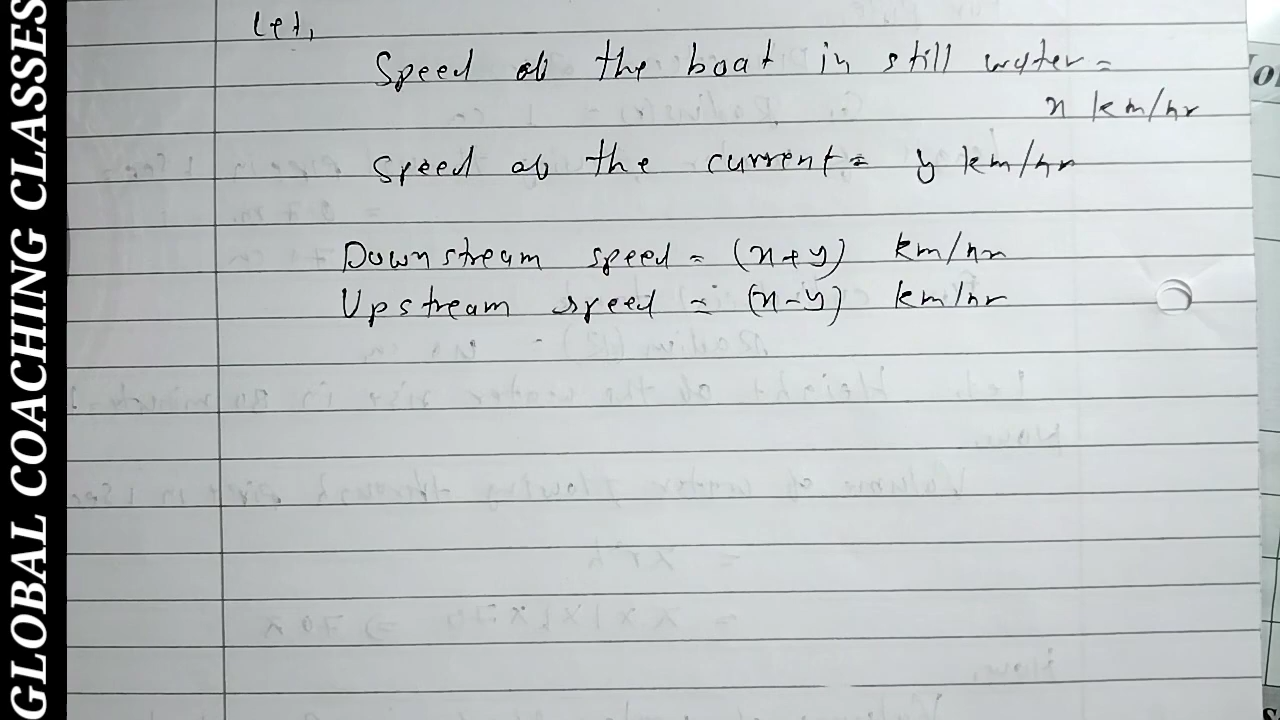 GLOBAL COACHING CLASSES
Let,
Speed of the boat in still water =
x km/hr
Speed of the current = y km/hr
Downstream speed = (x+y) km/hr
Upstream speed = (x-y) km/hr